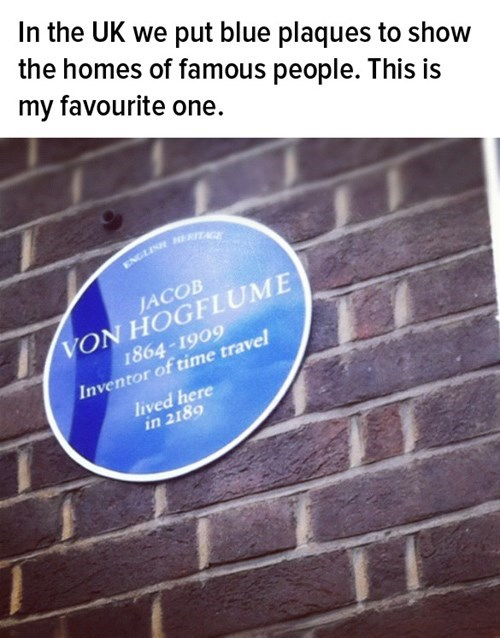 In the UK we put blue plaques to show
the homes of famous people. This is
my favourite one.
ENGLISH HERITAGE
JACOB
VON HOGFLUME
1864-1909
Inventor of time travel
lived here
in 2189